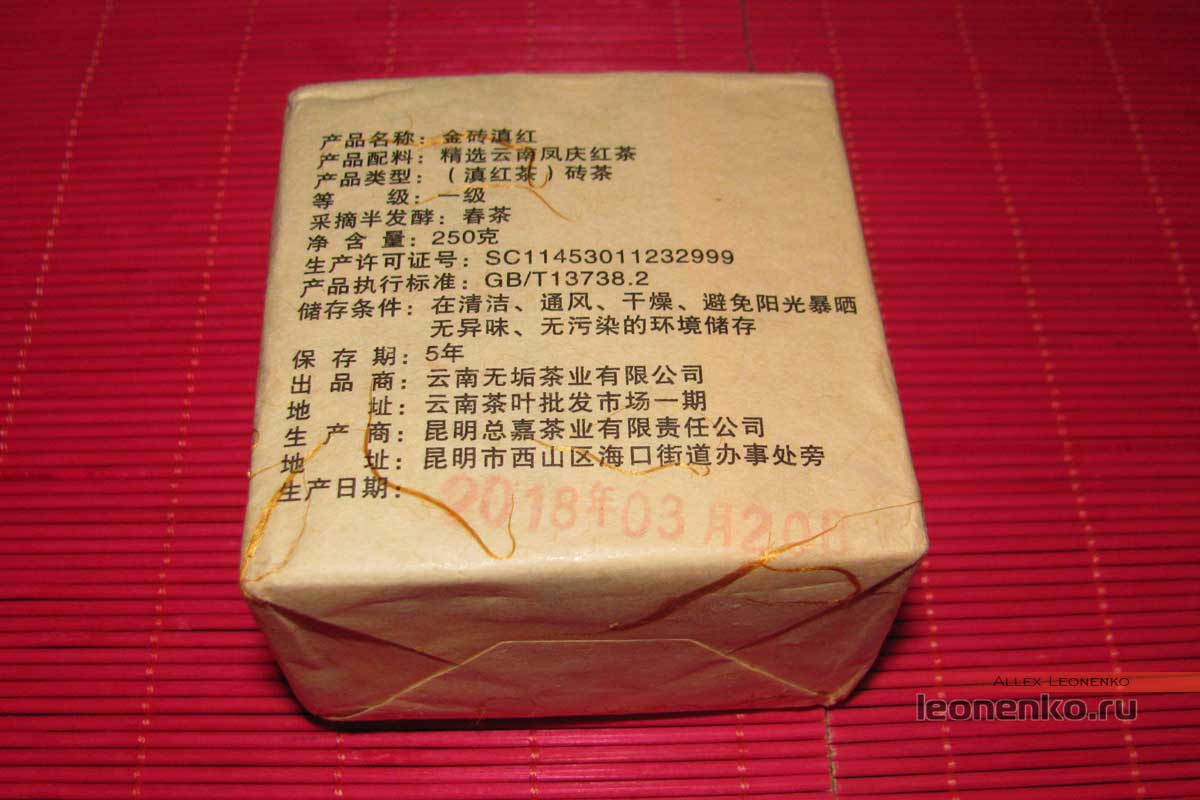 产品名称：金砖滇红
产品配料：精选云南凤庆红茶
产品类型：（滇红茶）砖茶
等 级：一级
采摘半发酵：春茶
净 含 量：250克
生产许可证号：SC11453011232999
产品执行标准：GB/T13738.2
储存条件：在清洁、通风、干燥、避免阳光暴晒
无异味、无污染的环境储存
保 存 期：5年
出 品 商：云南无垢茶业有限公司
地 址：云南茶叶批发市场一期
生 产 商：昆明总嘉茶业有限责任公司
地 址：昆明市西山区海口街道办事处旁
生产日期：2018年03月20日
Allex Leonenko
leonenko.ru